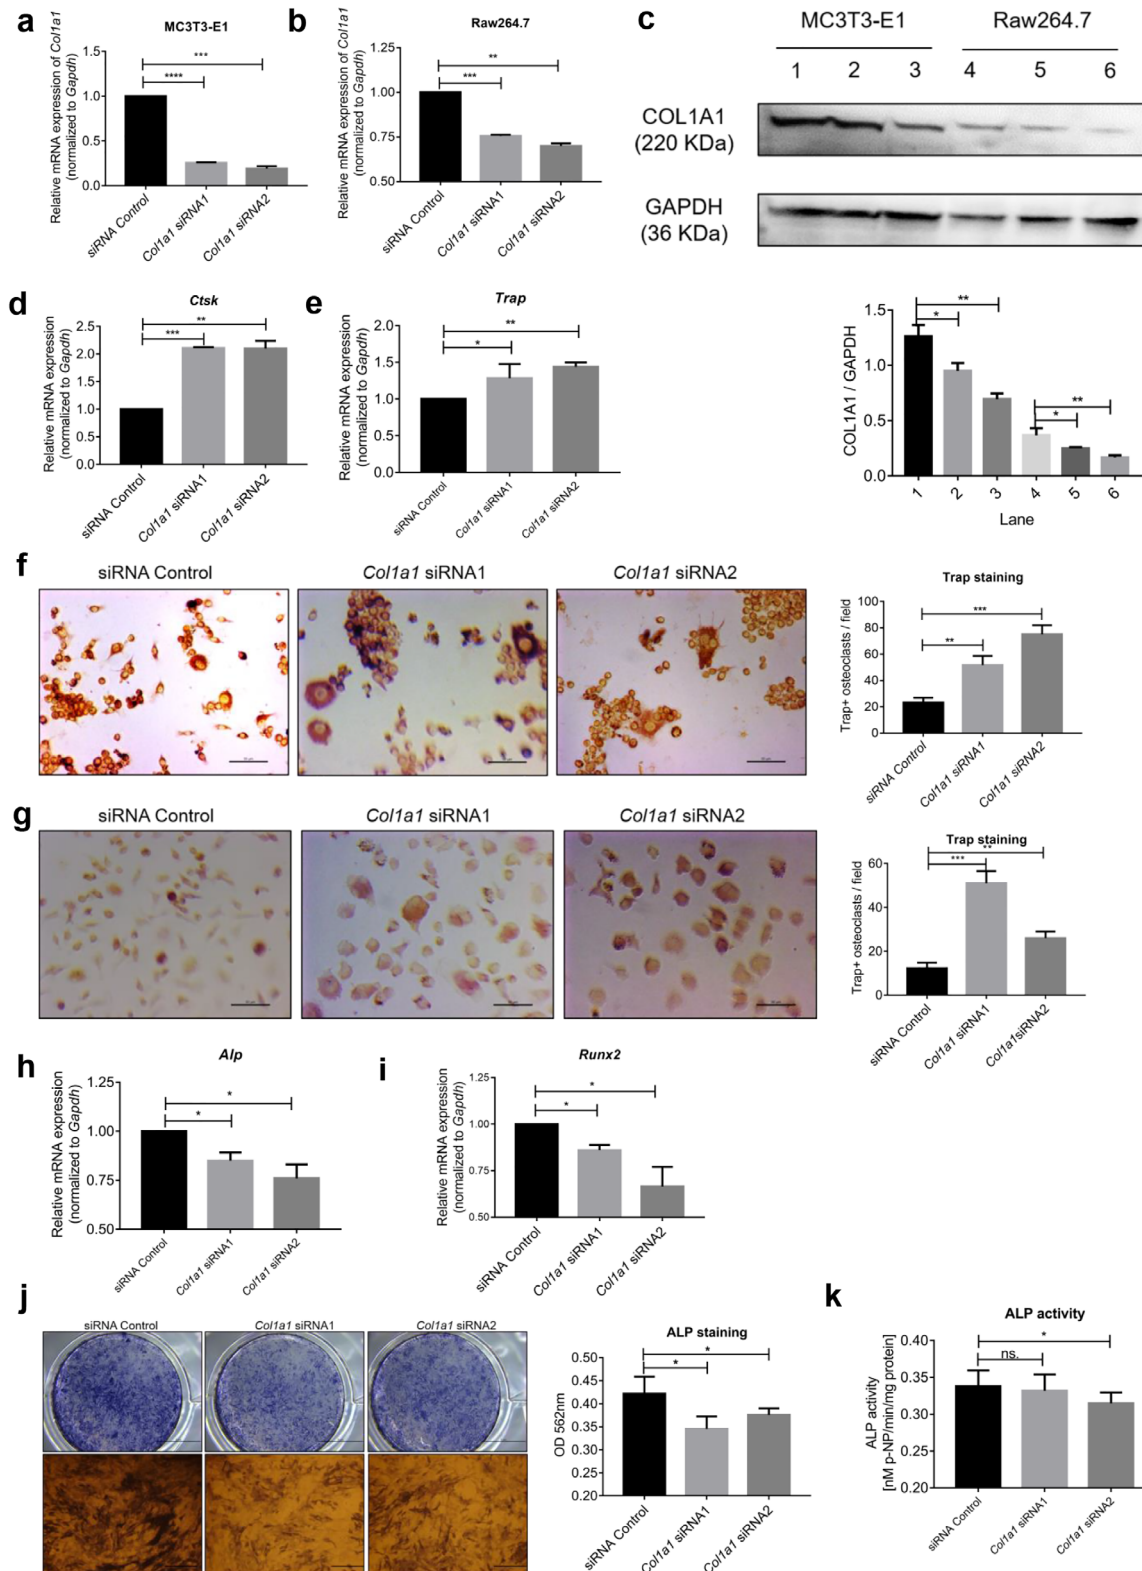 a
MC3T3-E1
Relative mRNA expression of Col1a1
(normalized to Gapdh)
1.5
1.0
0.5
0.0
***
****
siRNA Control
Col1a1 siRNA1
Col1a1 siRNA2
b
Raw264.7
Relative mRNA expression of Col1a1
(normalized to Gapdh)
1.25
1.00
0.75
0.50
**
***
siRNA Control
Col1a1 siRNA1
Col1a1 siRNA2
c
MC3T3-E1 Raw264.7
1 2 3 4 5 6
COL1A1
(220 KDa)
GAPDH
(36 KDa)
COL1A1 / GAPDH
1.5
1.0
0.5
0.0
**
*
**
*
1 2 3 4 5 6
Lane
d
Ctsk
Relative mRNA expression
(normalized to Gapdh)
2.5
2.0
1.5
1.0
0.5
0.0
**
***
siRNA Control
Col1a1 siRNA1
Col1a1 siRNA2
e
Trap
Relative mRNA expression
(normalized to Gapdh)
2.0
1.5
1.0
0.5
0.0
**
*
siRNA Control
Col1a1 siRNA1
Col1a1 siRNA2
f
siRNA Control Col1a1 siRNA1 Col1a1 siRNA2
Trap staining
Trap+ osteoclasts / field
100
80
60
40
20
0
***
**
siRNA Control
Col1a1 siRNA1
Col1a1 siRNA2
g
siRNA Control Col1a1 siRNA1 Col1a1 siRNA2
Trap staining
Trap+ osteoclasts / field
60
40
20
0
**
***
siRNA Control
Col1a1 siRNA1
Col1a1siRNA2
h
Alp
Relative mRNA expression
(normalized to Gapdh)
1.25
1.00
0.75
0.50
*
*
siRNA Control
Col1a1 siRNA1
Col1a1 siRNA2
i
Runx2
Relative mRNA expression
(normalized to Gapdh)
1.25
1.00
0.75
0.50
*
*
siRNA Control
Col1a1 siRNA1
Col1a1 siRNA2
j
siRNA Control Col1a1 siRNA1 Col1a1 siRNA2
ALP staining
OD 562nm
0.50
0.45
0.40
0.35
0.30
0.25
0.20
*
*
siRNA Control
Col1a1 siRNA1
Col1a1 siRNA2
k
ALP activity
ALP activity
[nM p-NP/min/mg protein]
0.40
0.35
0.30
0.25
0.20
*
ns.
siRNA Control
Col1a1 siRNA1
Col1a1 siRNA2